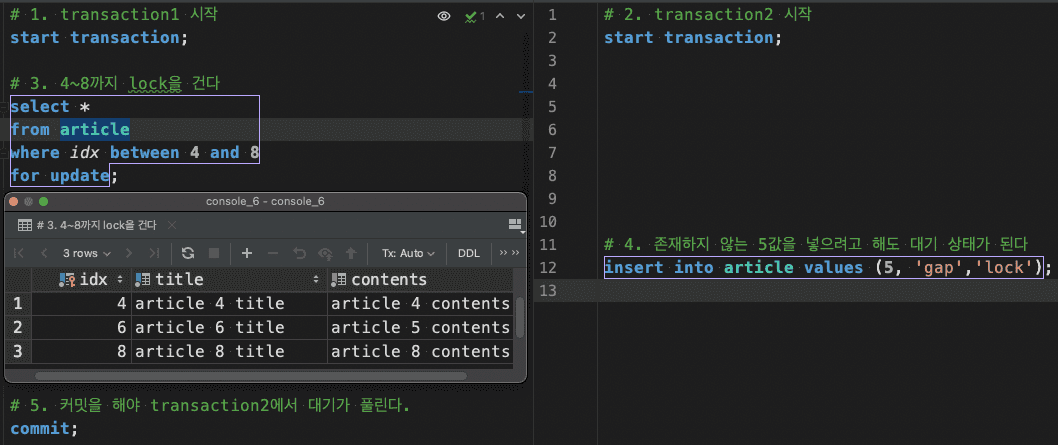 # 1. transaction1 시작
start transaction;
# 3. 4~8까지 lock을 건다
select *
from article
where idx between 4 and 8
for update;
console_6 - console_6
# 3. 4~8까지 lock을 건다
3 rows
Tx: Auto
DDL
idx title contents
1 4 article 4 title article 4 contents
2 6 article 6 title article 5 contents
3 8 article 8 title article 8 contents
# 5. 커밋을 해야 transaction2에서 대기가 풀린다.
commit;
1
1 # 2. transaction2 시작
2 start transaction;
3
4
5
6
7
8
9
10
11 # 4. 존재하지 않는 5값을 넣으려고 해도 대기 상태가 된다
12 insert into article values (5, 'gap','lock');
13